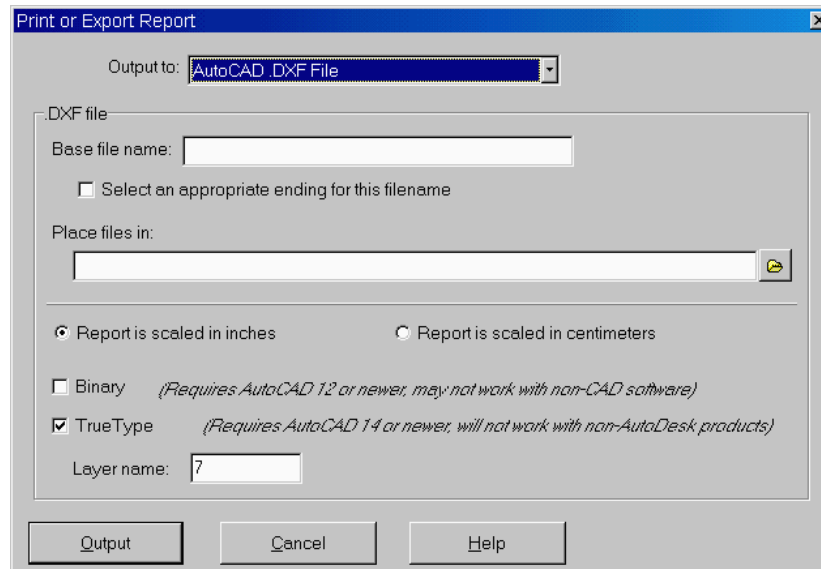 Print or Export Report
Output to: AutoCAD .DXF File
.DXF file
Base file name:
Select an appropriate ending for this filename
Place files in:
Report is scaled in inches Report is scaled in centimeters
Binary (Requires AutoCAD 12 or newer, may not work with non-CAD software)
TrueType (Requires AutoCAD 14 or newer, will not work with non-AutoDesk products)
Layer name: 7
Output Cancel Help